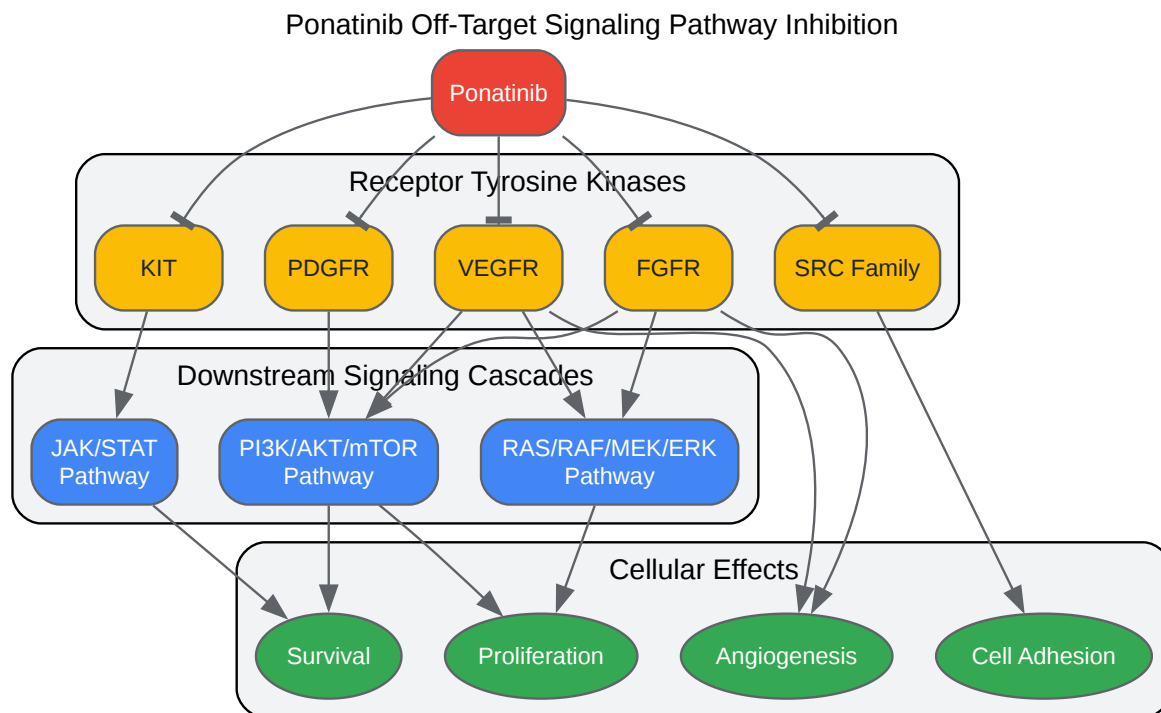 Ponatinib Off-Target Signaling Pathway Inhibition
Ponatinib
Receptor Tyrosine Kinases
KIT
PDGFR
VEGFR
FGFR
SRC Family
Downstream Signaling Cascades
JAK/STAT
Pathway
PI3K/AKT/mTOR
Pathway
RAS/RAF/MEK/ERK
Pathway
Cellular Effects
Survival
Proliferation
Angiogenesis
Cell Adhesion